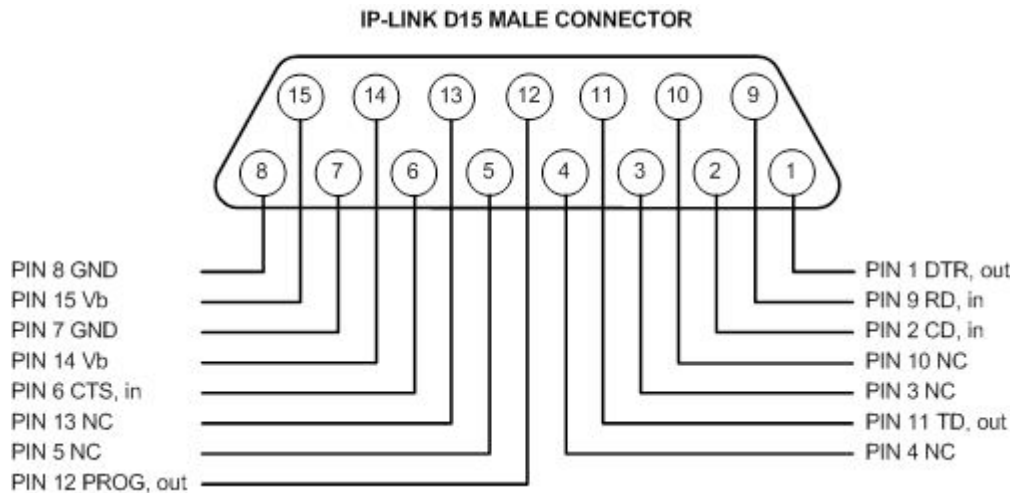 IP-LINK D15 MALE CONNECTOR
15 14 13 12 11 10 9
8 7 6 5 4 3 2 1
PIN 8 GND
PIN 15 Vb
PIN 7 GND
PIN 14 Vb
PIN 6 CTS, in
PIN 13 NC
PIN 5 NC
PIN 12 PROG, out
PIN 1 DTR, out
PIN 9 RD, in
PIN 2 CD, in
PIN 10 NC
PIN 3 NC
PIN 11 TD, out
PIN 4 NC